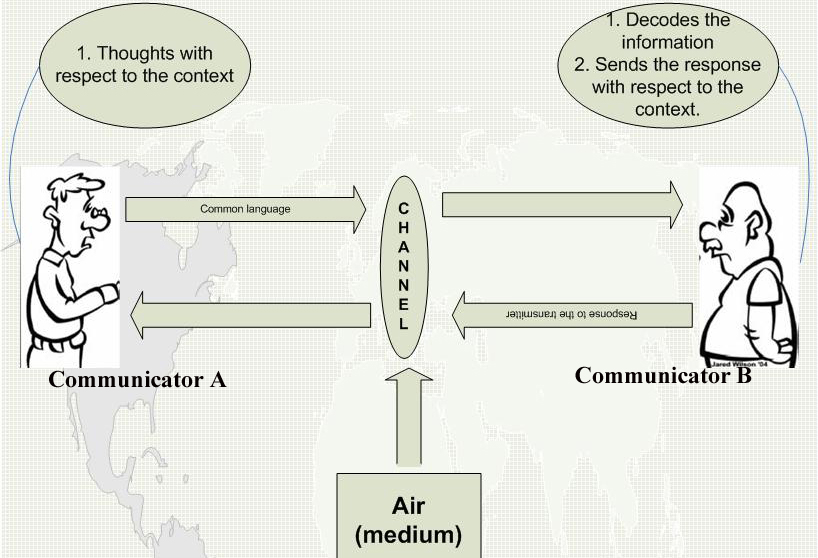 1. Thoughts with
respect to the context
1. Decodes the
information
2. Sends the response
with respect to the
context.
Common language
CHANNEL
Response to the transmitter
Jared Wilson '04
Communicator A
Communicator B
Air
(medium)